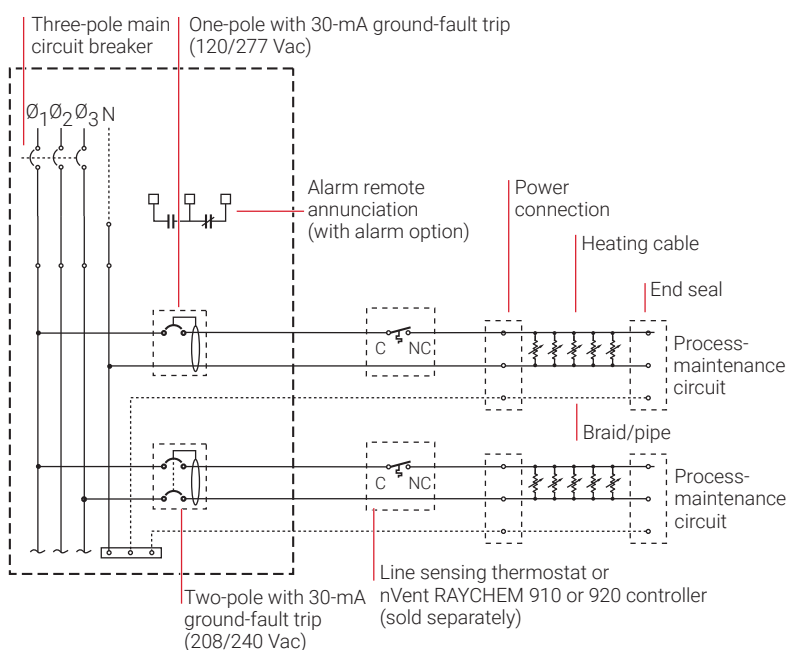 Three-pole main
circuit breaker
One-pole with 30-mA ground-fault trip
(120/277 Vac)
Ø1 Ø2 Ø3 N
Alarm remote
annunciation
(with alarm option)
Power
connection
Heating cable
End seal
C NC
Process-
maintenance
circuit
Braid/pipe
C NC
Process-
maintenance
circuit
Two-pole with 30-mA
ground-fault trip
(208/240 Vac)
Line sensing thermostat or
nVent RAYCHEM 910 or 920 controller
(sold separately)